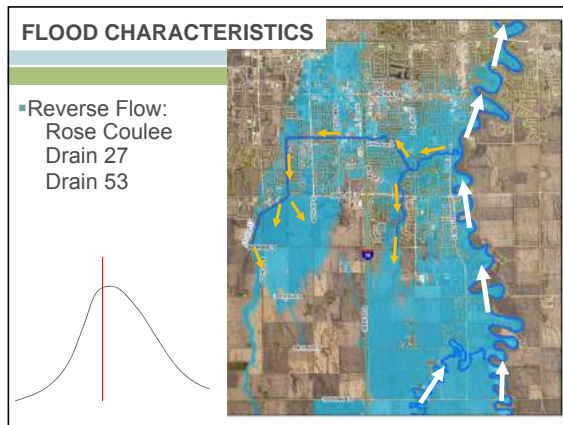 FLOOD CHARACTERISTICS
▪Reverse Flow:
Rose Coulee
Drain 27
Drain 53